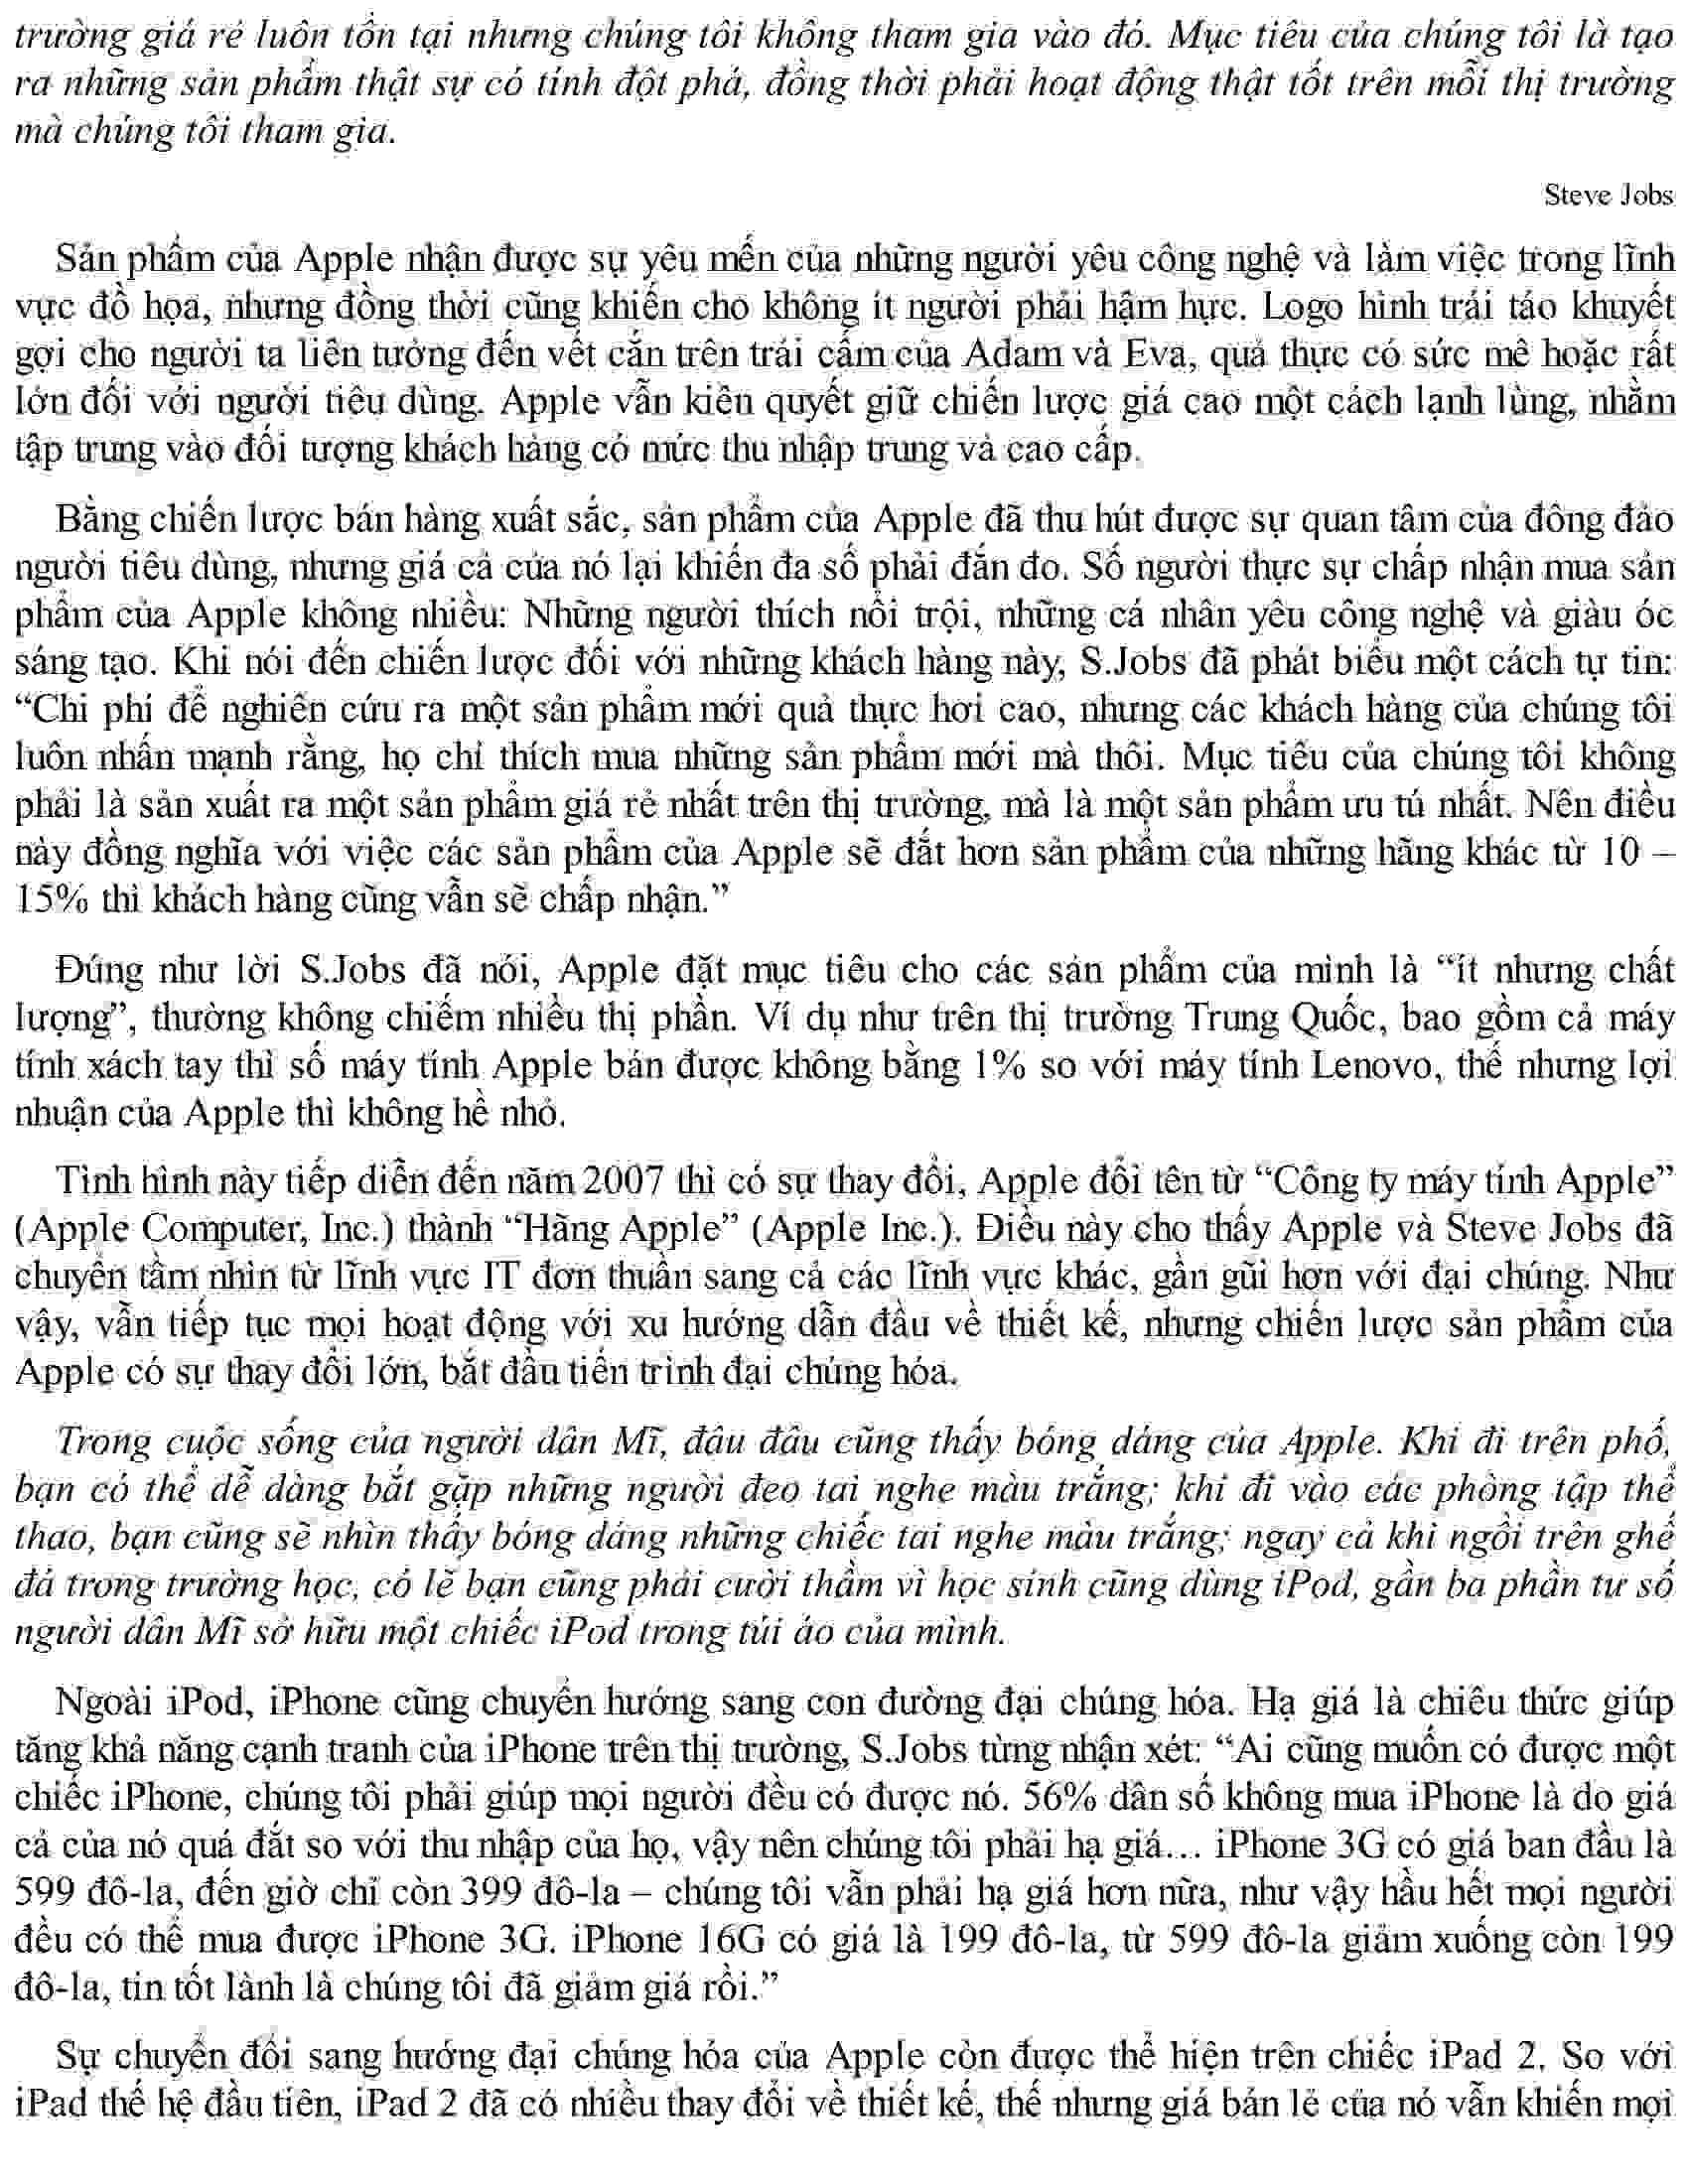 trường giá rẻ luôn tồn tại nhưng chúng tôi không tham gia vào đó. Mục tiêu của chúng tôi là tạo
ra những sản phẩm thật sự có tính đột phá, đồng thời phải hoạt động thật tốt trên mỗi thị trường
mà chúng tôi tham gia.
Steve Jobs
Sản phẩm của Apple nhận được sự yêu mến của những người yêu công nghệ và làm việc trong lĩnh
vực đồ họa, nhưng đồng thời cũng khiến cho không ít người phải hậm hực. Logo hình trái táo khuyết
gợi cho người ta liên tưởng đến vết cắn trên trái cấm của Adam và Eva, quả thực có sức mê hoặc rất
lớn đối với người tiêu dùng. Apple vẫn kiên quyết giữ chiến lược giá cao một cách lạnh lùng, nhằm
tập trung vào đối tượng khách hàng có mức thu nhập trung và cao cấp.
Bằng chiến lược bán hàng xuất sắc, sản phẩm của Apple đã thu hút được sự quan tâm của đông đảo
người tiêu dùng, nhưng giá cả của nó lại khiến đa số phải đắn đo. Số người thực sự chấp nhận mua sản
phẩm của Apple không nhiều: Những người thích nổi trội, những cá nhân yêu công nghệ và giàu óc
sáng tạo. Khi nói đến chiến lược đối với những khách hàng này, S.Jobs đã phát biểu một cách tự tin:
“Chi phí để nghiên cứu ra một sản phẩm mới quả thực hơi cao, nhưng các khách hàng của chúng tôi
luôn nhấn mạnh rằng, họ chỉ thích mua những sản phẩm mới mà thôi. Mục tiêu của chúng tôi không
phải là sản xuất ra một sản phẩm giá rẻ nhất trên thị trường, mà là một sản phẩm ưu tú nhất. Nên điều
này đồng nghĩa với việc các sản phẩm của Apple sẽ đắt hơn sản phẩm của những hãng khác từ 10 –
15% thì khách hàng cũng vẫn sẽ chấp nhận.”
Đúng như lời S.Jobs đã nói, Apple đặt mục tiêu cho các sản phẩm của mình là “ít nhưng chất
lượng”, thường không chiếm nhiều thị phần. Ví dụ như trên thị trường Trung Quốc, bao gồm cả máy
tính xách tay thì số máy tính Apple bán được không bằng 1% so với máy tính Lenovo, thế nhưng lợi
nhuận của Apple thì không hề nhỏ.
Tình hình này tiếp diễn đến năm 2007 thì có sự thay đổi, Apple đổi tên từ “Công ty máy tính Apple”
(Apple Computer, Inc.) thành “Hãng Apple” (Apple Inc.). Điều này cho thấy Apple và Steve Jobs đã
chuyển tầm nhìn từ lĩnh vực IT đơn thuần sang cả các lĩnh vực khác, gần gũi hơn với đại chúng. Như
vậy, vẫn tiếp tục mọi hoạt động với xu hướng dẫn đầu về thiết kế, nhưng chiến lược sản phẩm của
Apple có sự thay đổi lớn, bắt đầu tiến trình đại chúng hóa.
Trong cuộc sống của người dân Mĩ, đâu đâu cũng thấy bóng dáng của Apple. Khi đi trên phố,
bạn có thể dễ dàng bắt gặp những người đeo tai nghe màu trắng; khi đi vào các phòng tập thể
thao, bạn cũng sẽ nhìn thấy bóng dáng những chiếc tai nghe màu trắng; ngay cả khi ngồi trên ghế
đá trong trường học, có lẽ bạn cũng phải cười thầm vì học sinh cũng dùng iPod, gần ba phần tư số
người dân Mĩ sở hữu một chiếc iPod trong túi áo của mình.
Ngoài iPod, iPhone cũng chuyển hướng sang con đường đại chúng hóa. Hạ giá là chiêu thức giúp
tăng khả năng cạnh tranh của iPhone trên thị trường, S.Jobs từng nhận xét: “Ai cũng muốn có được một
chiếc iPhone, chúng tôi phải giúp mọi người đều có được nó. 56% dân số không mua iPhone là do giá
cả của nó quá đắt so với thu nhập của họ, vậy nên chúng tôi phải hạ giá… iPhone 3G có giá ban đầu là
599 đô-la, đến giờ chỉ còn 399 đô-la – chúng tôi vẫn phải hạ giá hơn nữa, như vậy hầu hết mọi người
đều có thể mua được iPhone 3G. iPhone 16G có giá là 199 đô-la, từ 599 đô-la giảm xuống còn 199
đô-la, tin tốt lành là chúng tôi đã giảm giá rồi.”
Sự chuyển đổi sang hướng đại chúng hóa của Apple còn được thể hiện trên chiếc iPad 2. So với
iPad thế hệ đầu tiên, iPad 2 đã có nhiều thay đổi về thiết kế, thế nhưng giá bán lẻ của nó vẫn khiến mọi